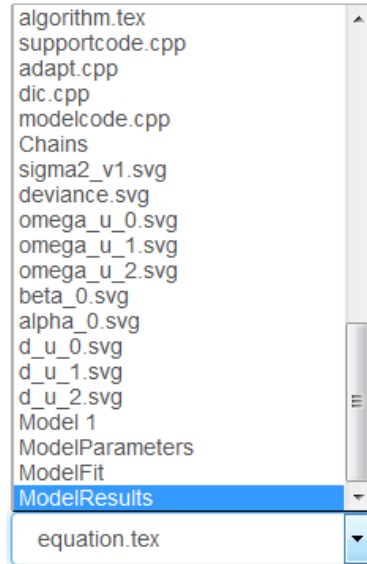 algorithm.tex
supportcode.cpp
adapt.cpp
dic.cpp
modelcode.cpp
Chains
sigma2_v1.svg
deviance.svg
omega_u_0.svg
omega_u_1.svg
omega_u_2.svg
beta_0.svg
alpha_0.svg
d_u_0.svg
d_u_1.svg
d_u_2.svg
Model 1
ModelParameters
ModelFit
ModelResults
equation.tex